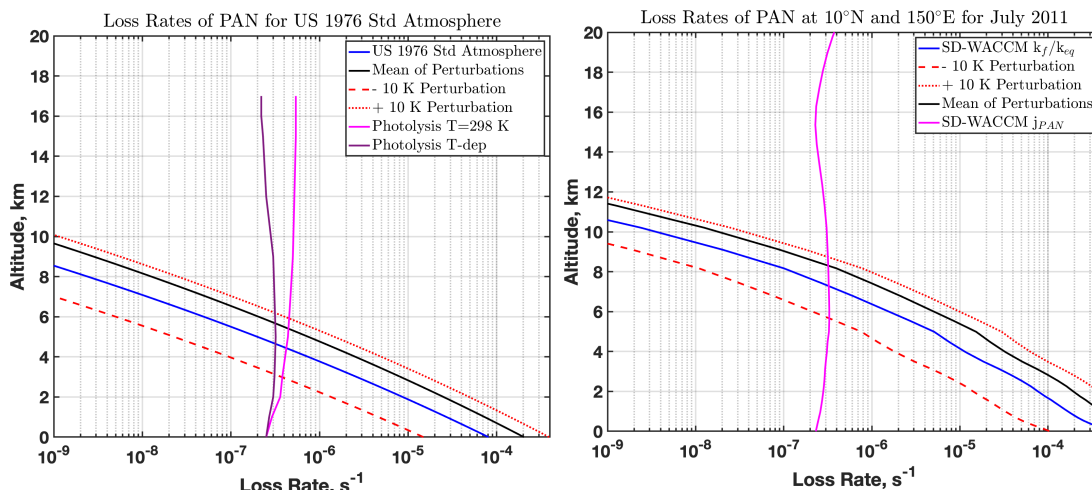 Loss Rates of PAN for US 1976 Std Atmosphere
20
18
16
14
12
10
8
6
4
2
0
Altitude, km
US 1976 Std Atmosphere
Mean of Perturbations
- 10 K Perturbation
+ 10 K Perturbation
Photolysis T=298 K
Photolysis T-dep
10^-9 10^-8 10^-7 10^-6 10^-5 10^-4
Loss Rate, s^-1
Loss Rates of PAN at 10°N and 150°E for July 2011
20
18
16
14
12
10
8
6
4
2
0
Altitude, km
SD-WACCM k_f/k_eq
- 10 K Perturbation
+ 10 K Perturbation
Mean of Perturbations
SD-WACCM j_PAN
10^-9 10^-8 10^-7 10^-6 10^-5 10^-4
Loss Rate, s^-1